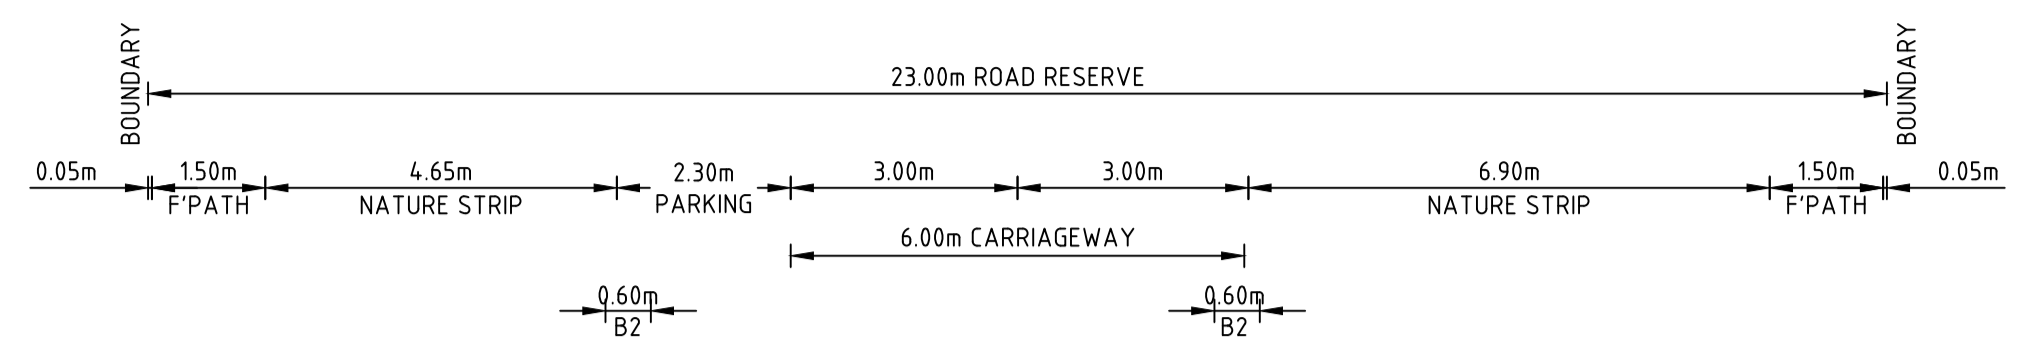 BOUNDARY
23.00m ROAD RESERVE
BOUNDARY
0.05m
1.50m
4.65m
2.30m
3.00m
3.00m
6.90m
1.50m
0.05m
F'PATH
NATURE STRIP
PARKING
NATURE STRIP
F'PATH
6.00m CARRIAGEWAY
0.60m
0.60m
B2
B2